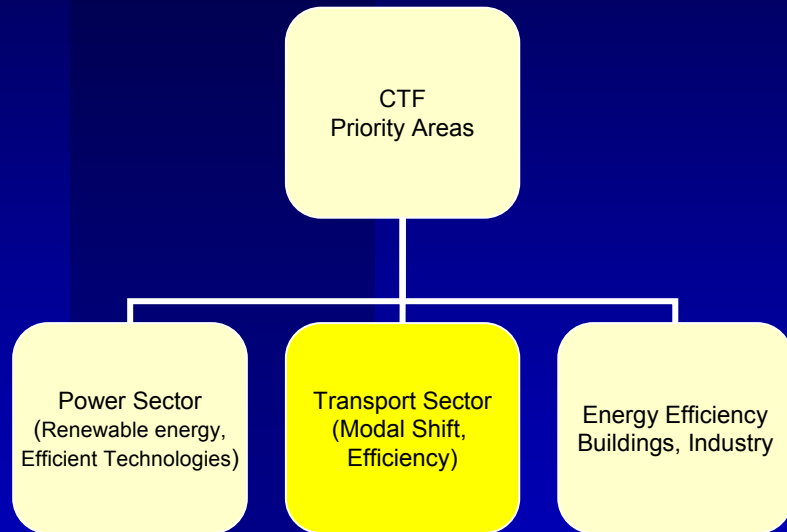 CTF
Priority Areas
Power Sector
(Renewable energy,
Efficient Technologies)
Transport Sector
(Modal Shift,
Efficiency)
Energy Efficiency
Buildings, Industry